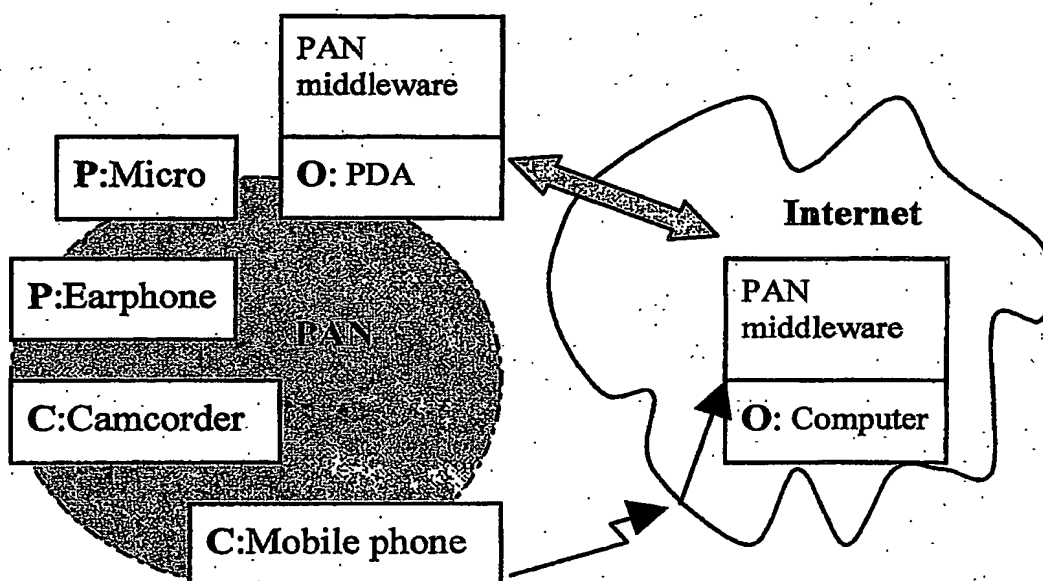 PAN
middleware
P:Micro
O: PDA
Internet
P:Earphone
PAN
PAN
middleware
C:Camcorder
O: Computer
C:Mobile phone